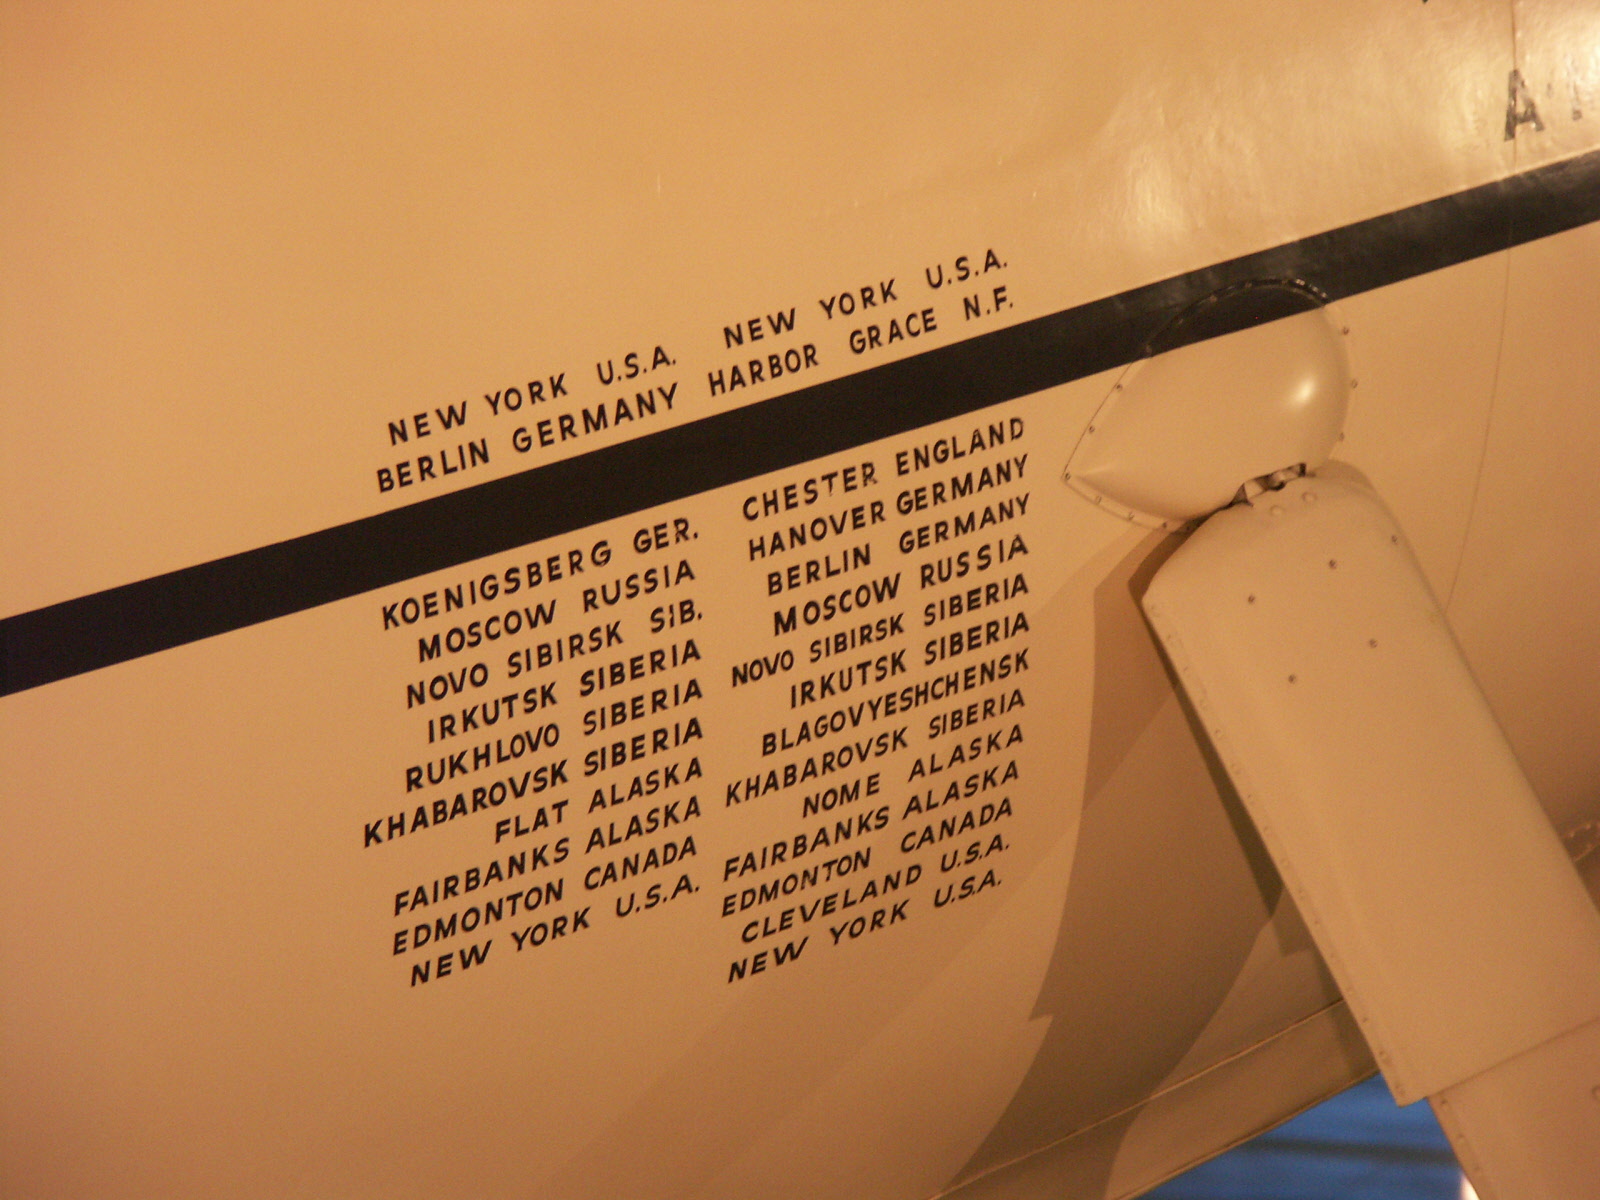 A
NEW YORK U.S.A.
BERLIN GERMANY
KOENIGSBERG GER.
MOSCOW RUSSIA
NOVO SIBIRSK SIB.
IRKUTSK SIBERIA
RUKHLOVO SIBERIA
KHABAROVSK SIBERIA
FLAT ALASKA
FAIRBANKS ALASKA
EDMONTON CANADA
NEW YORK U.S.A.
NEW YORK U.S.A.
HARBOR GRACE N.F.
CHESTER ENGLAND
HANOVER GERMANY
BERLIN GERMANY
MOSCOW RUSSIA
NOVO SIBIRSK SIBERIA
IRKUTSK SIBERIA
BLAGOVYESHCHENSK
KHABAROVSK SIBERIA
NOME ALASKA
FAIRBANKS ALASKA
EDMONTON CANADA
CLEVELAND U.S.A.
NEW YORK U.S.A.